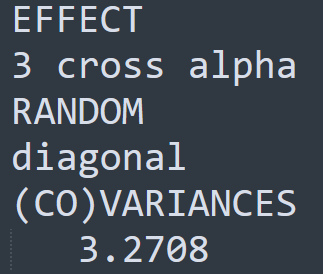 EFFECT
3 cross alpha
RANDOM
diagonal
(CO)VARIANCES
3.2708